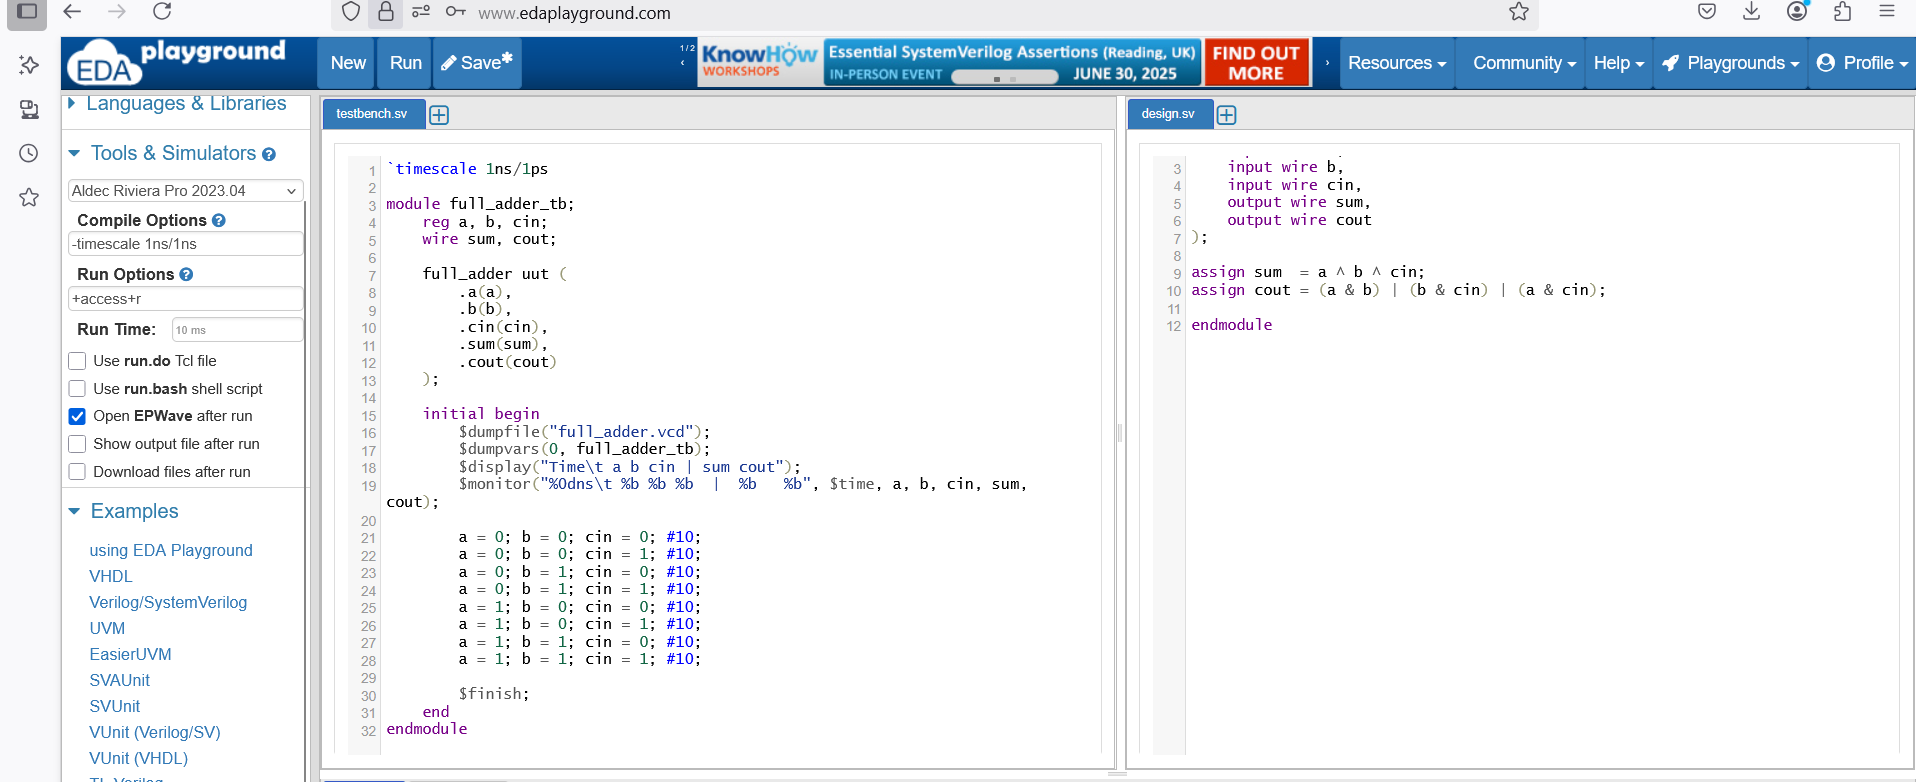 www.edaplayground.com
EDA playground
New
Run
Save*
1/2
KnowHow
WORKSHOPS
Essential SystemVerilog Assertions (Reading, UK)
IN-PERSON EVENT
JUNE 30, 2025
FIND OUT
MORE
Resources
Community
Help
Playgrounds
Profile
Languages & Libraries
Tools & Simulators
Aldec Riviera Pro 2023.04
Compile Options
-timescale 1ns/1ns
Run Options
+access+r
Run Time:
10 ms
Use run.do Tcl file
Use run.bash shell script
Open EPWave after run
Show output file after run
Download files after run
Examples
using EDA Playground
VHDL
Verilog/SystemVerilog
UVM
EasierUVM
SVAUnit
SVUnit
VUnit (Verilog/SV)
VUnit (VHDL)
TL-Verilog
testbench.sv
1 `timescale 1ns/1ps
2
3 module full_adder_tb;
4     reg a, b, cin;
5     wire sum, cout;
6
7     full_adder uut (
8         .a(a),
9         .b(b),
10         .cin(cin),
11         .sum(sum),
12         .cout(cout)
13     );
14
15     initial begin
16         $dumpfile("full_adder.vcd");
17         $dumpvars(0, full_adder_tb);
18         $display("Time\t a b cin | sum cout");
19         $monitor("%0dns\t %b %b %b  |  %b   %b", $time, a, b, cin, sum,
cout);
20
21         a = 0; b = 0; cin = 0; #10;
22         a = 0; b = 0; cin = 1; #10;
23         a = 0; b = 1; cin = 0; #10;
24         a = 0; b = 1; cin = 1; #10;
25         a = 1; b = 0; cin = 0; #10;
26         a = 1; b = 0; cin = 1; #10;
27         a = 1; b = 1; cin = 0; #10;
28         a = 1; b = 1; cin = 1; #10;
29
30         $finish;
31     end
32 endmodule
design.sv
3     input wire b,
4     input wire cin,
5     output wire sum,
6     output wire cout
7 );
8
9 assign sum  = a ^ b ^ cin;
10 assign cout = (a & b) | (b & cin) | (a & cin);
11
12 endmodule